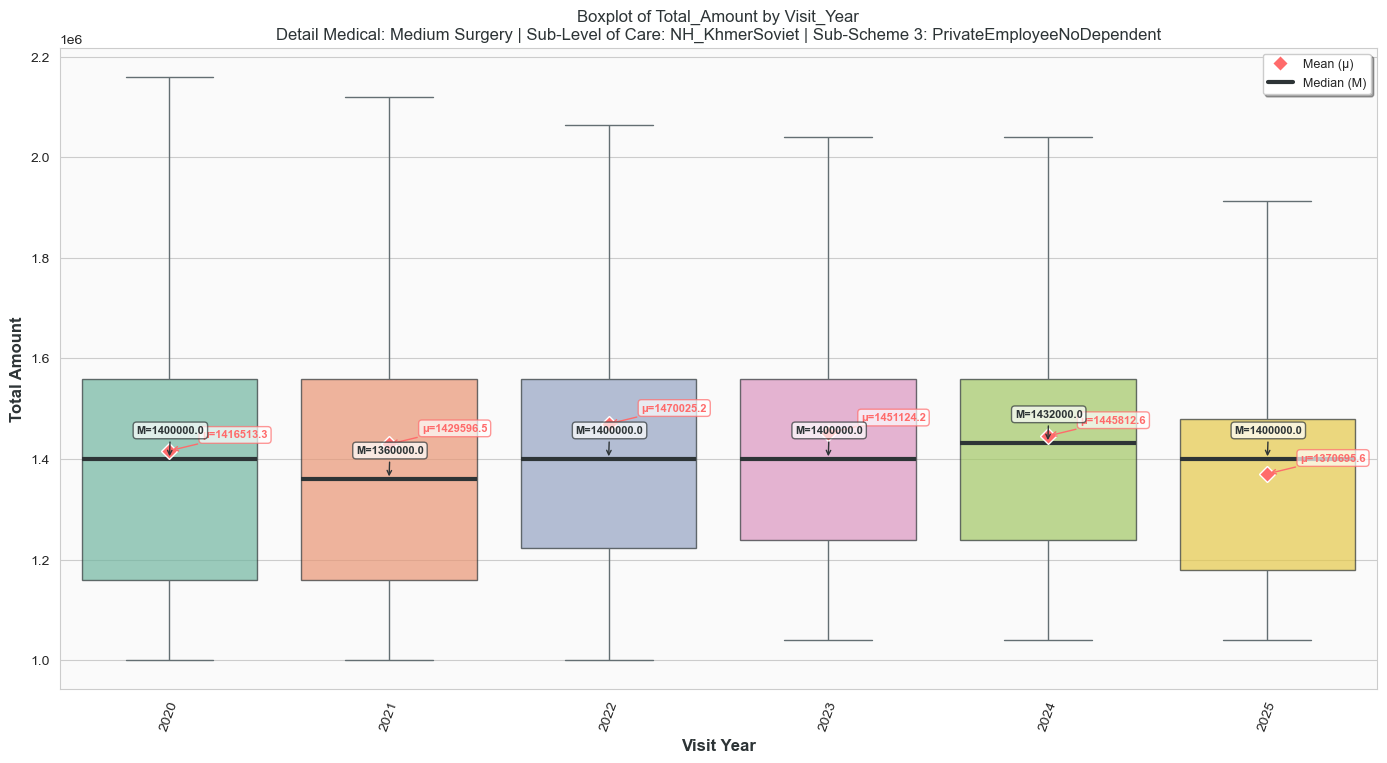 Boxplot of Total_Amount by Visit_Year
Detail Medical: Medium Surgery | Sub-Level of Care: NH_KhmerSoviet | Sub-Scheme 3: PrivateEmployeeNoDependent
1e6
Mean (μ)
Median (M)
2.2
2.0
1.8
1.6
1.4
1.2
1.0
Total Amount
M=1400000.0
μ=1416513.3
M=1360000.0
μ=1429596.5
M=1400000.0
μ=1470025.2
M=1400000.0
μ=1451124.2
M=1432000.0
μ=1445812.6
M=1400000.0
μ=1370695.6
2020
2021
2022
2023
2024
2025
Visit Year